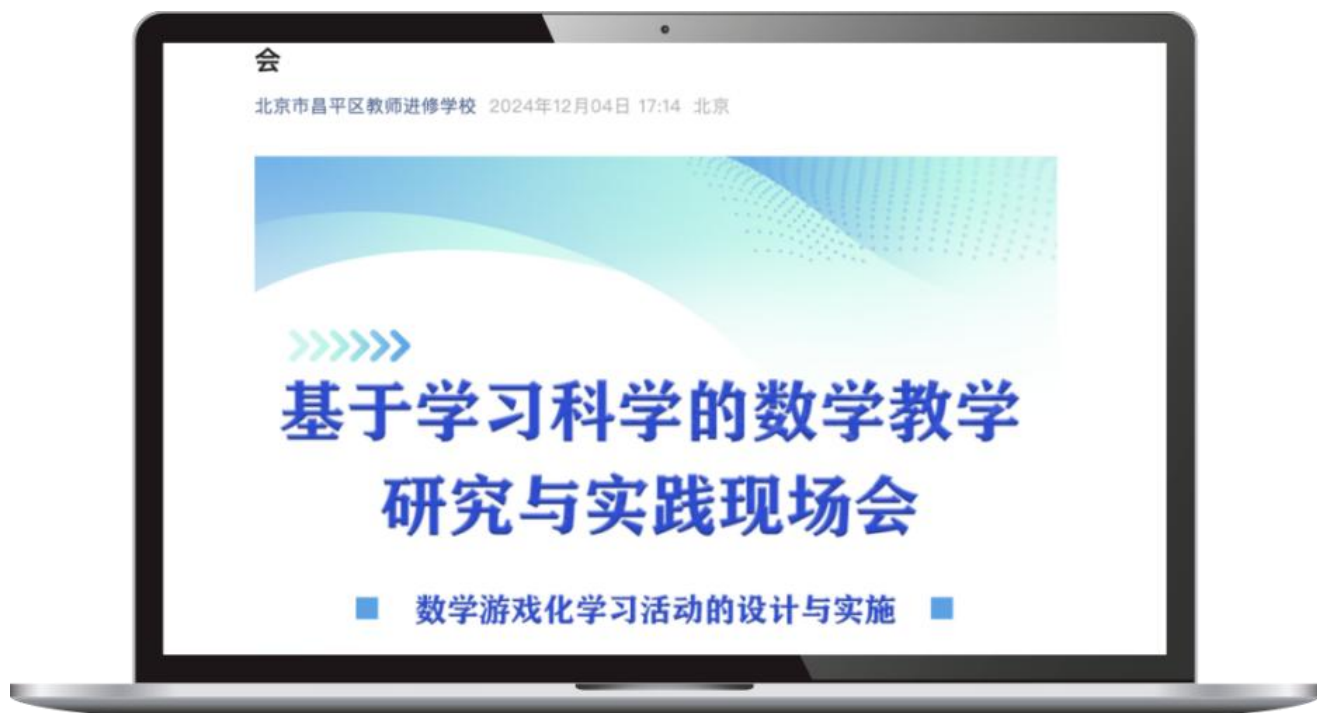 会
北京市昌平区教师进修学校 2024年12月04日 17:14 北京
基于学习科学的数学教学
研究与实践现场会
数学游戏化学习活动的设计与实施